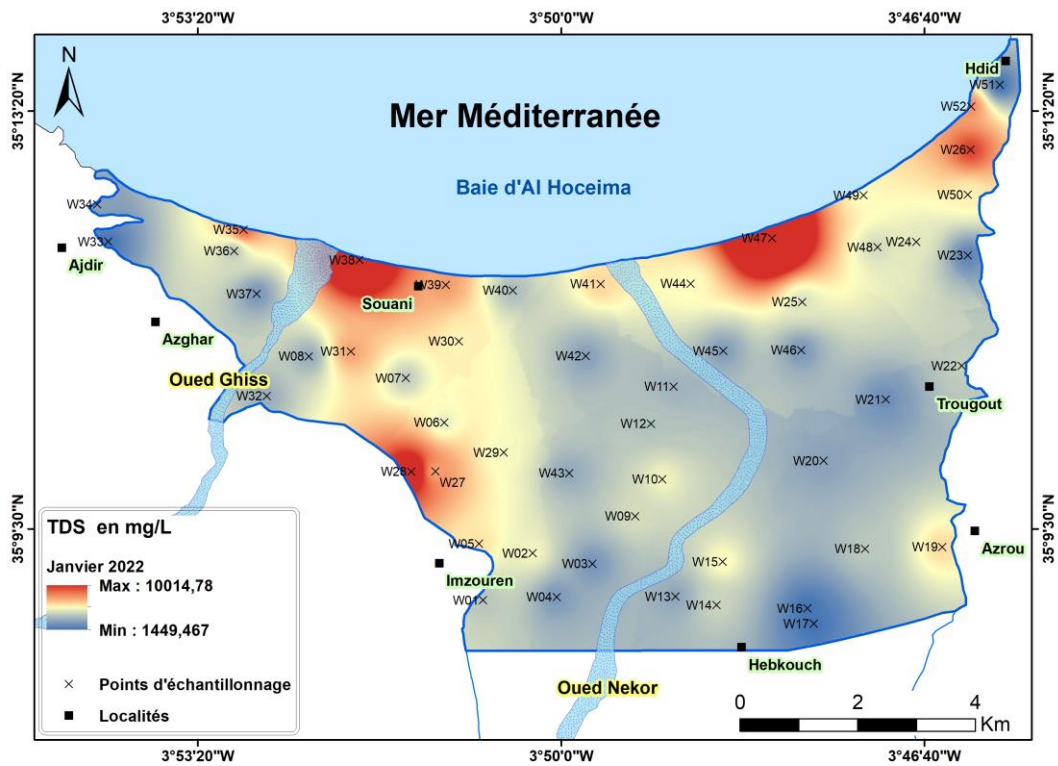 3°53'20"W
3°50'0"W
3°46'40"W
N
Hdid
W51
35°13'20"N
35°13'20"N
W52
Mer Méditerranée
W26
Baie d'Al Hoceima
W34
W49
W50
W35
W33
W36
W47
W48
W24
Ajdir
W38
W23
W37
W39
W40
W41
W44
Souani
W25
Azghar
W30
W08
W31
W42
W45
W46
W22
Oued Ghiss
W07
W11
W32
W21
Trougout
W06
W12
W29
W20
W28
W27
W43
W10
W09
TDS en mg/L
35°9'30"N
35°9'30"N
Janvier 2022
W05
W02
W18
W19
Azrou
Max : 10014,78
Imzouren
W03
W15
Min : 1449,467
W01
W04
W13
W14
W16
W17
Points d'échantillonnage
Hebkouch
Oued Nekor
Localités
0 2 4
Km
3°53'20"W
3°50'0"W
3°46'40"W